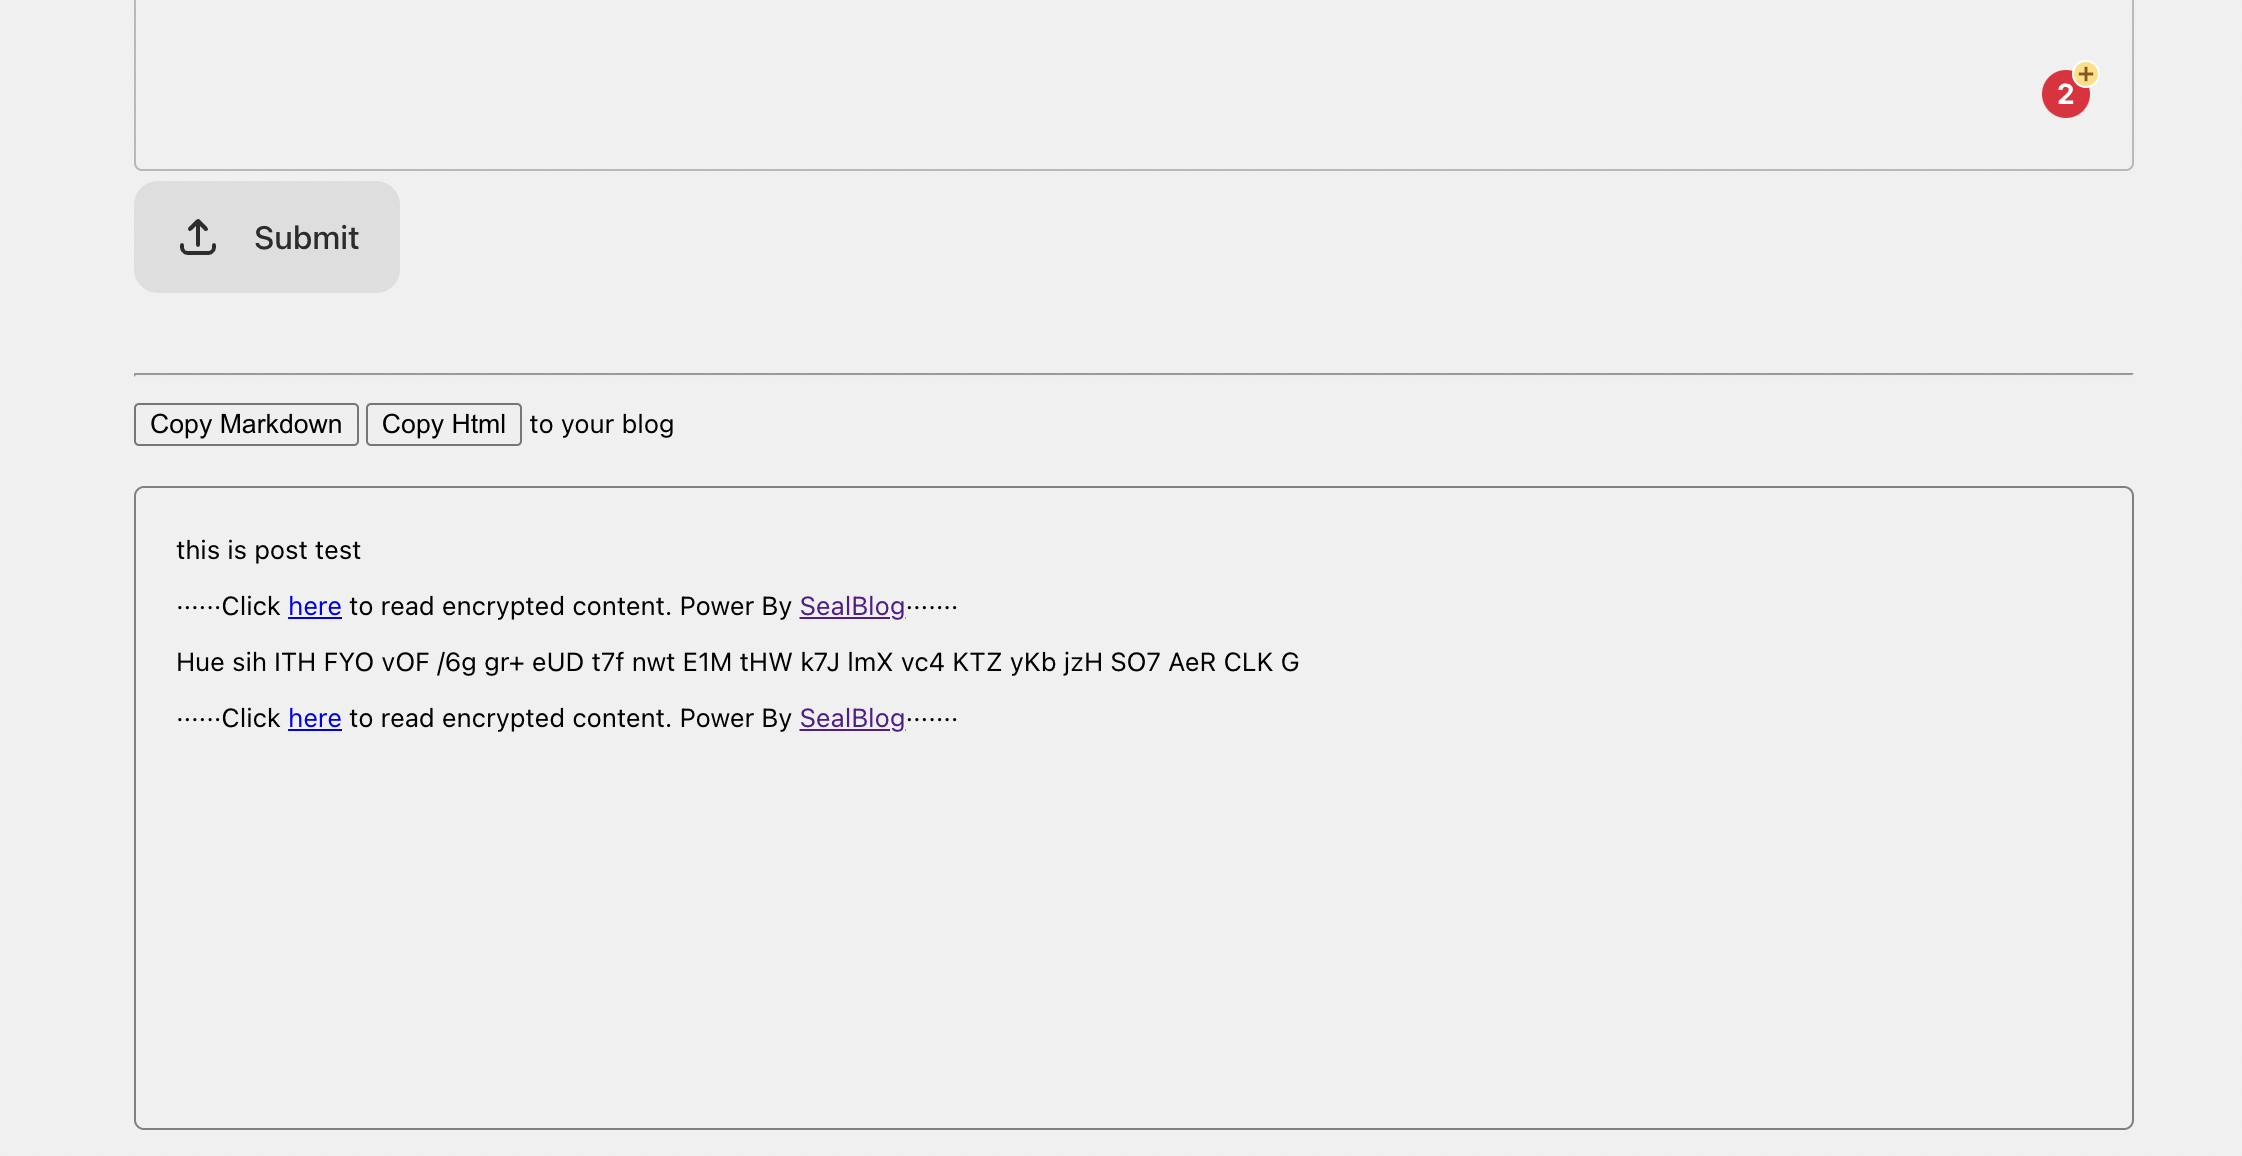 2
+
Submit
Copy Markdown Copy Html to your blog
this is post test
······Click here to read encrypted content. Power By SealBlog·······
Hue sih ITH FYO vOF /6g gr+ eUD t7f nwt E1M tHW k7J lmX vc4 KTZ yKb jzH SO7 AeR CLK G
······Click here to read encrypted content. Power By SealBlog·······